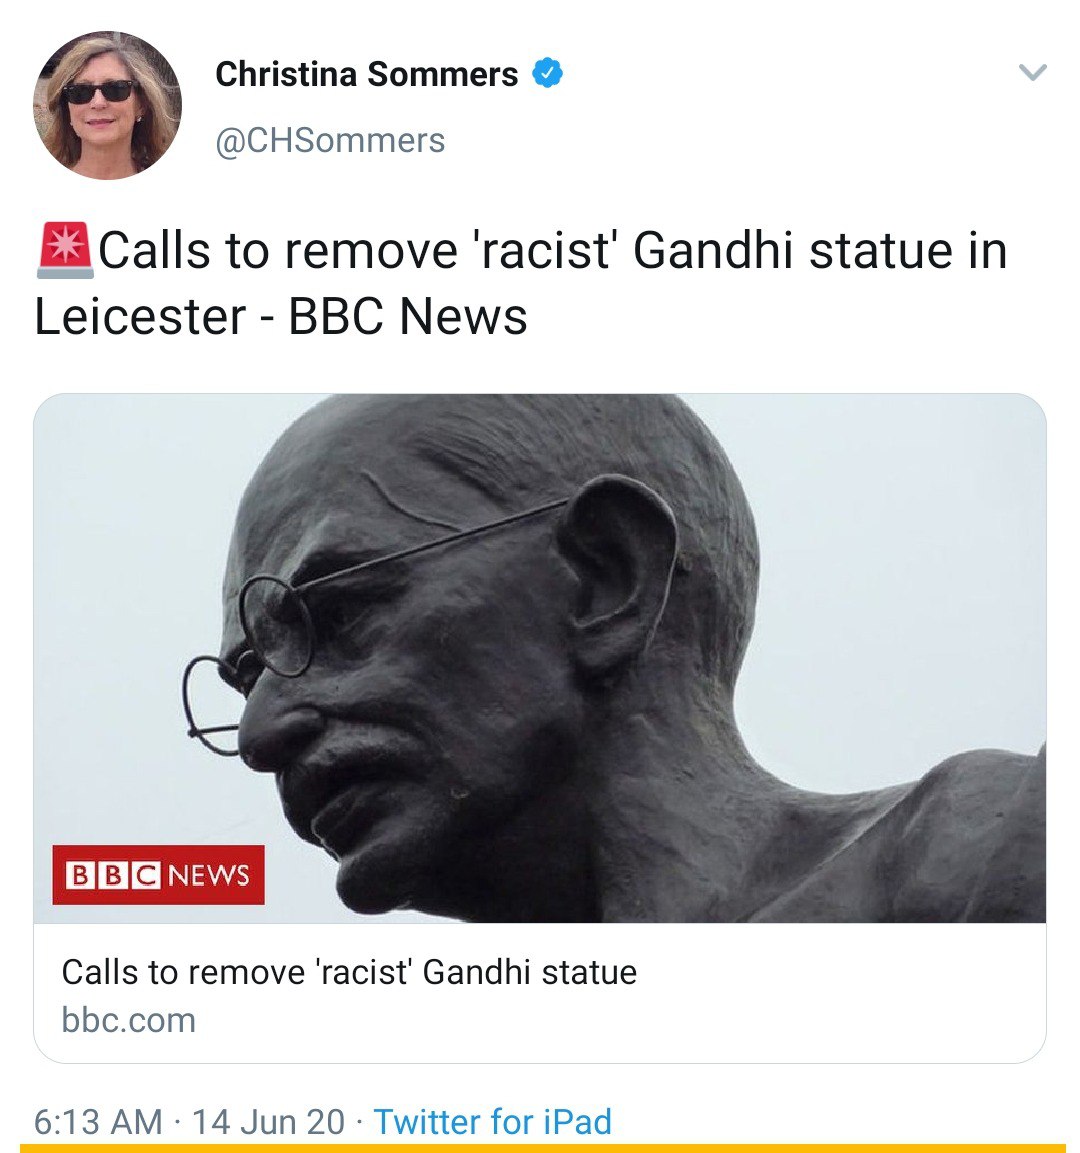 Christina Sommers
@CHSommers
🚨Calls to remove 'racist' Gandhi statue in
Leicester - BBC News
BBC NEWS
Calls to remove 'racist' Gandhi statue
bbc.com
6:13 AM · 14 Jun 20 · Twitter for iPad